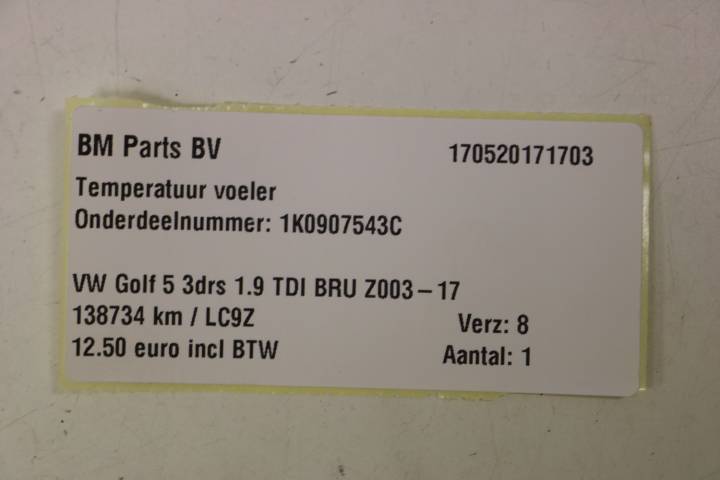 BM Parts BV 170520171703
Temperatuur voeler
Onderdeelnummer: 1K0907543C
VW Golf 5 3drs 1.9 TDI BRU Z003-17
138734 km / LC9Z Verz: 8
12.50 euro incl BTW Aantal: 1